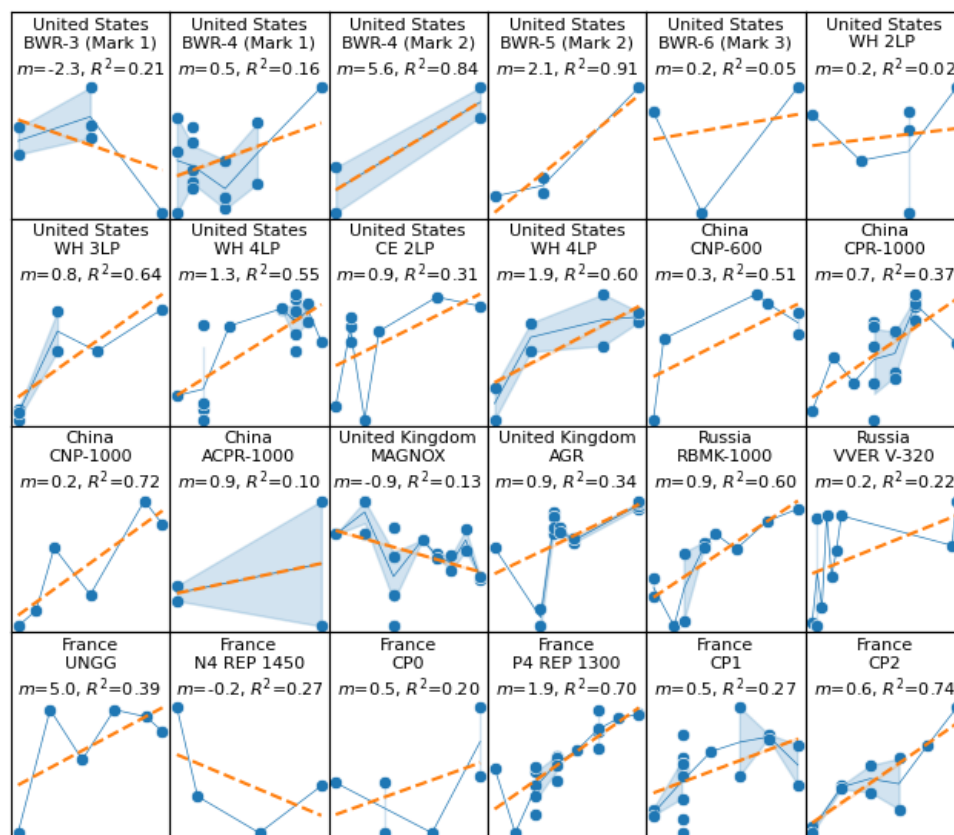 United States
BWR-3 (Mark 1)
m=-2.3, R²=0.21
United States
BWR-4 (Mark 1)
m=0.5, R²=0.16
United States
BWR-4 (Mark 2)
m=5.6, R²=0.84
United States
BWR-5 (Mark 2)
m=2.1, R²=0.91
United States
BWR-6 (Mark 3)
m=0.2, R²=0.05
United States
WH 2LP
m=0.2, R²=0.02
United States
WH 3LP
m=0.8, R²=0.64
United States
WH 4LP
m=1.3, R²=0.55
United States
CE 2LP
m=0.9, R²=0.31
United States
WH 4LP
m=1.9, R²=0.60
China
CNP-600
m=0.3, R²=0.51
China
CPR-1000
m=0.7, R²=0.37
China
CNP-1000
m=0.2, R²=0.72
China
ACPR-1000
m=0.9, R²=0.10
United Kingdom
MAGNOX
m=-0.9, R²=0.13
United Kingdom
AGR
m=0.9, R²=0.34
Russia
RBMK-1000
m=0.9, R²=0.60
Russia
VVER V-320
m=0.2, R²=0.22
France
UNGG
m=5.0, R²=0.39
France
N4 REP 1450
m=-0.2, R²=0.27
France
CP0
m=0.5, R²=0.20
France
P4 REP 1300
m=1.9, R²=0.70
France
CP1
m=0.5, R²=0.27
France
CP2
m=0.6, R²=0.74